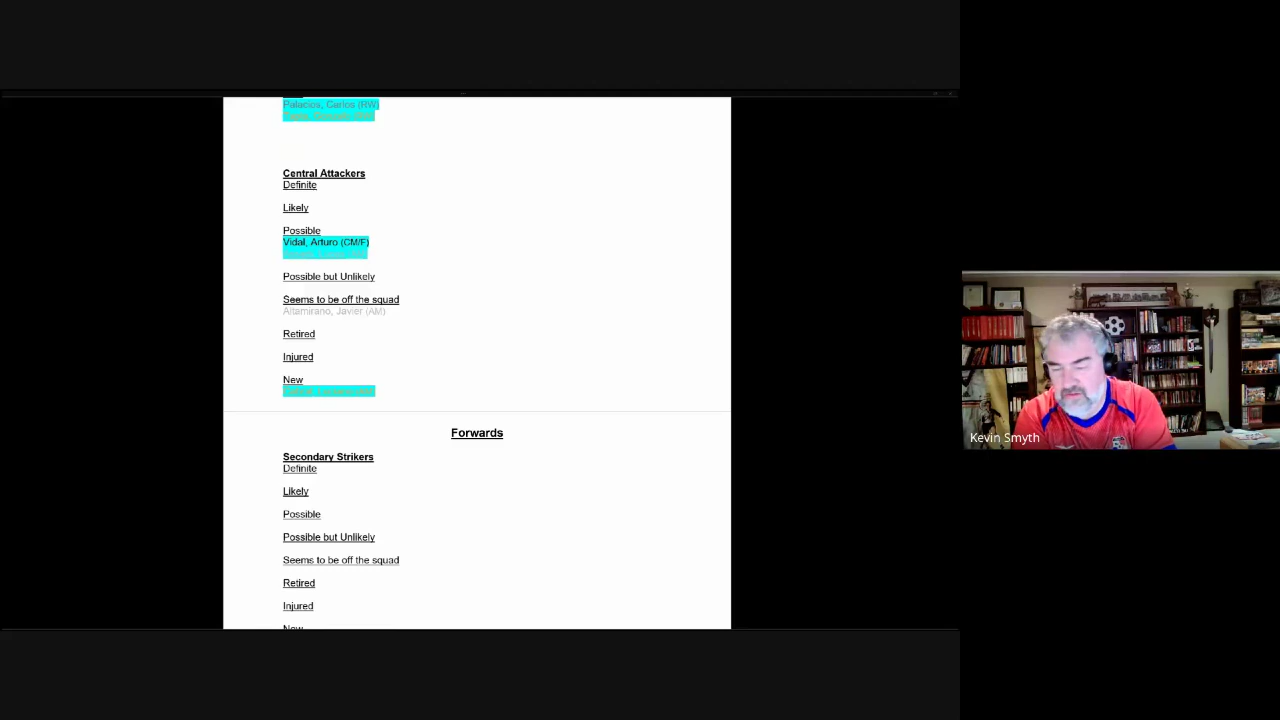 Palacios, Carlos (RW)
Central Attackers
Definite
Likely
Possible
Vidal, Arturo (CM/F)
Possible but Unlikely
Seems to be off the squad
Altamirano, Javier (AM)
Retired
Injured
New
Forwards
Secondary Strikers
Definite
Likely
Possible
Possible but Unlikely
Seems to be off the squad
Retired
Injured
New
Kevin Smyth